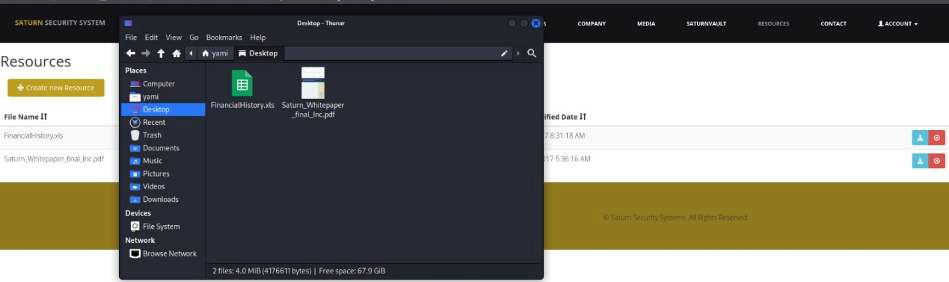 SATURN SECURITY SYSTEM
Desktop - Thunar
COMPANY
MEDIA
SATURNVAULT
RESOURCES
CONTACT
ACCOUNT
File Edit View Go Bookmarks Help
yami
Desktop
Resources
+ Create new Resource
File Name
ified Date
FinancialHistory.xls
7 8:31:18 AM
Saturn_Whitepaper_final_Inc.pdf
017 5:36:16 AM
Places
Computer
yami
Desktop
Recent
Trash
Documents
Music
Pictures
Videos
Downloads
Devices
File System
Network
Browse Network
FinancialHistory.xls
Saturn_Whitepaper
_final_Inc.pdf
2 files: 4.0 MiB (4176611 bytes) | Free space: 67.9 GiB
© Saturn Security Systems. All Rights Reserved.